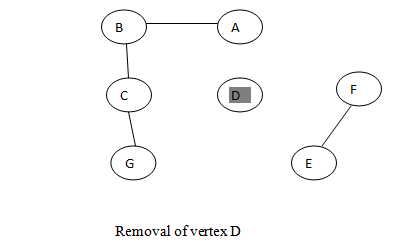 B A
C D F
G E
Removal of vertex D